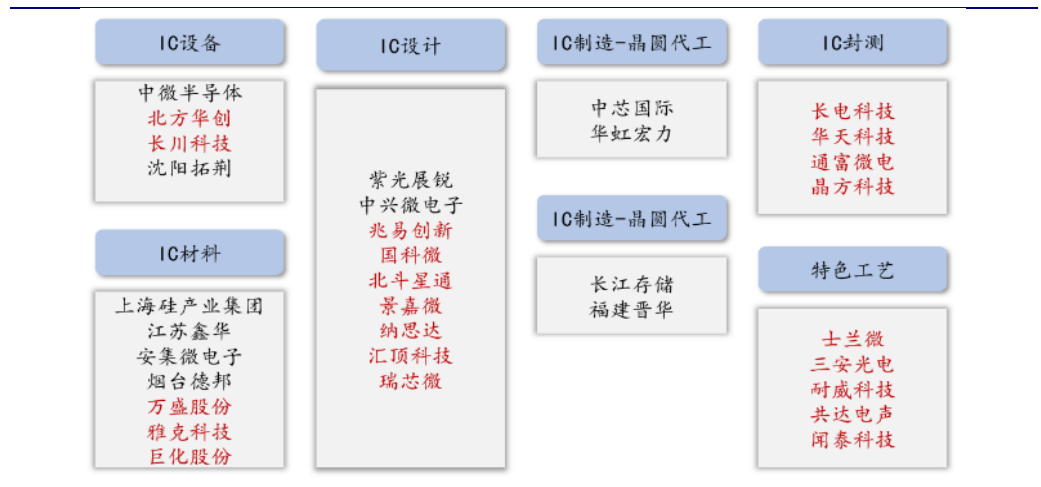 IC设备
中微半导体
北方华创
长川科技
沈阳拓荆
IC材料
上海硅产业集团
江苏鑫华
安集微电子
烟台德邦
万盛股份
雅克科技
巨化股份
IC设计
紫光展锐
中兴微电子
兆易创新
国科微
北斗星通
景嘉微
纳思达
汇顶科技
瑞芯微
IC制造-晶圆代工
中芯国际
华虹宏力
IC制造-晶圆代工
长江存储
福建晋华
IC封测
长电科技
华天科技
通富微电
晶方科技
特色工艺
士兰微
三安光电
耐威科技
共达电声
闻泰科技